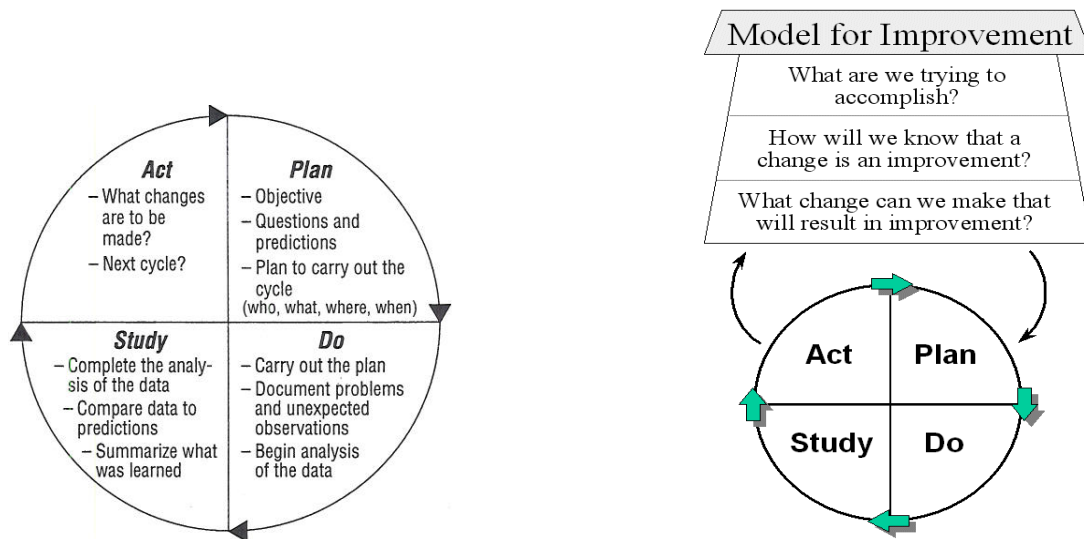 Act
– What changes
are to be
made?
– Next cycle?
Plan
– Objective
– Questions and
predictions
– Plan to carry out the
cycle
(who, what, where, when)
Study
– Complete the analy-
sis of the data
– Compare data to
predictions
– Summarize what
was learned
Do
– Carry out the plan
– Document problems
and unexpected
observations
– Begin analysis
of the data
Model for Improvement
What are we trying to
accomplish?
How will we know that a
change is an improvement?
What change can we make that
will result in improvement?
Act
Plan
Study
Do